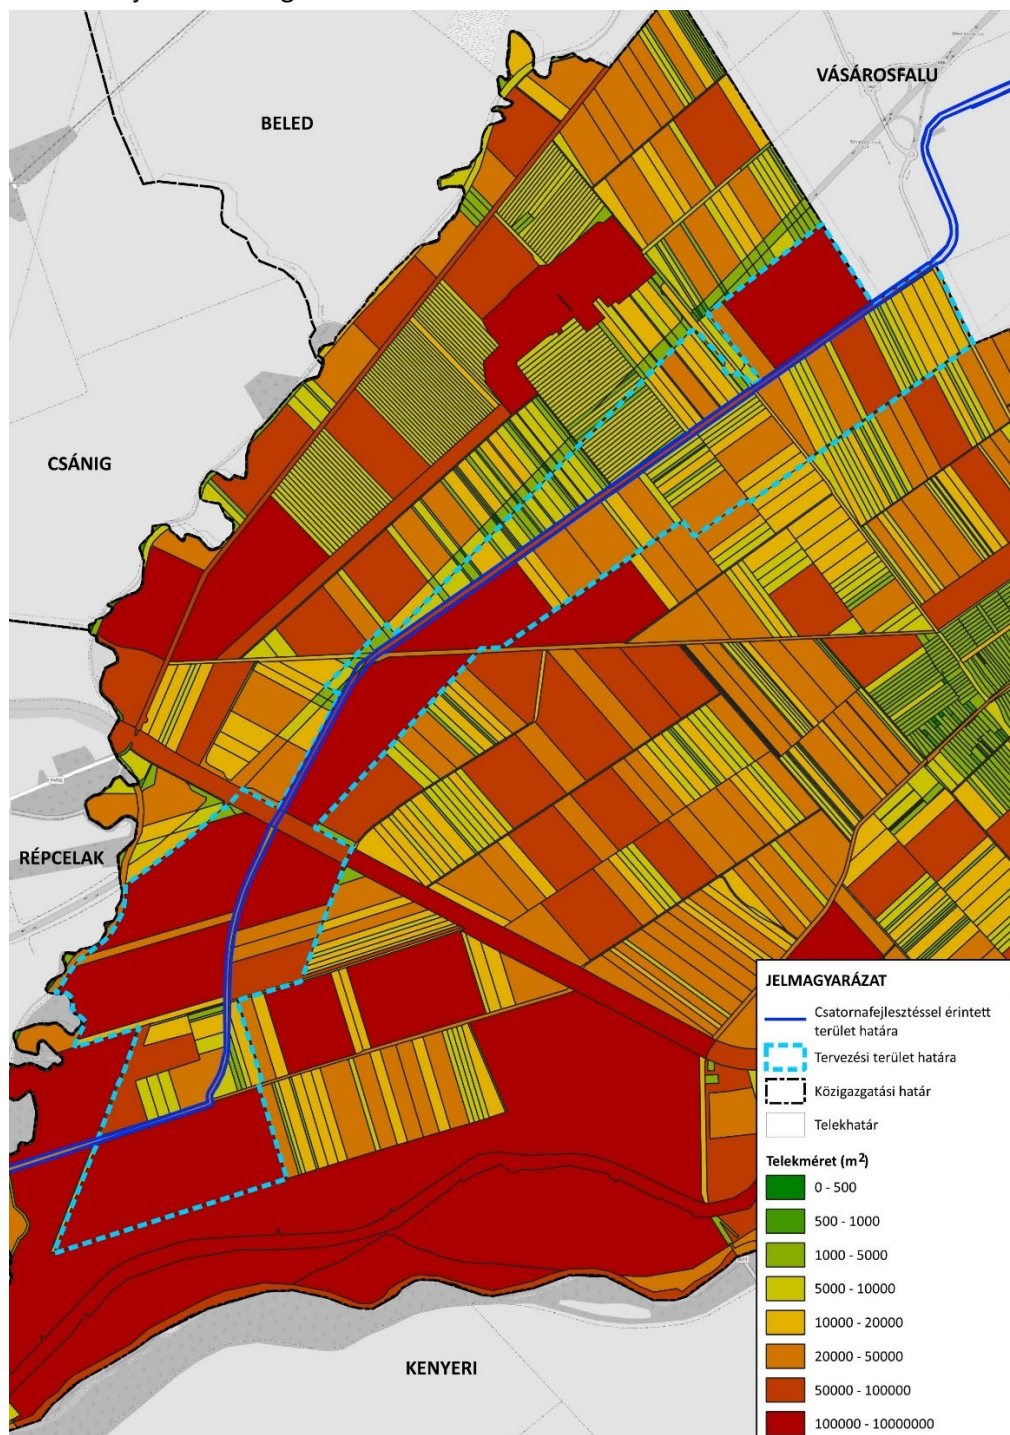 VÁSÁROSFALU
BELED
CSÁNIG
RÉPCELAK
JELMAGYARÁZAT
Csatornafejlesztéssel érintett
terület határa
Tervezési terület határa
Közigazgatási határ
Telekhatár
Telekméret (m²)
0 - 500
500 - 1000
1000 - 5000
5000 - 10000
10000 - 20000
20000 - 50000
50000 - 100000
100000 - 10000000
KENYERI